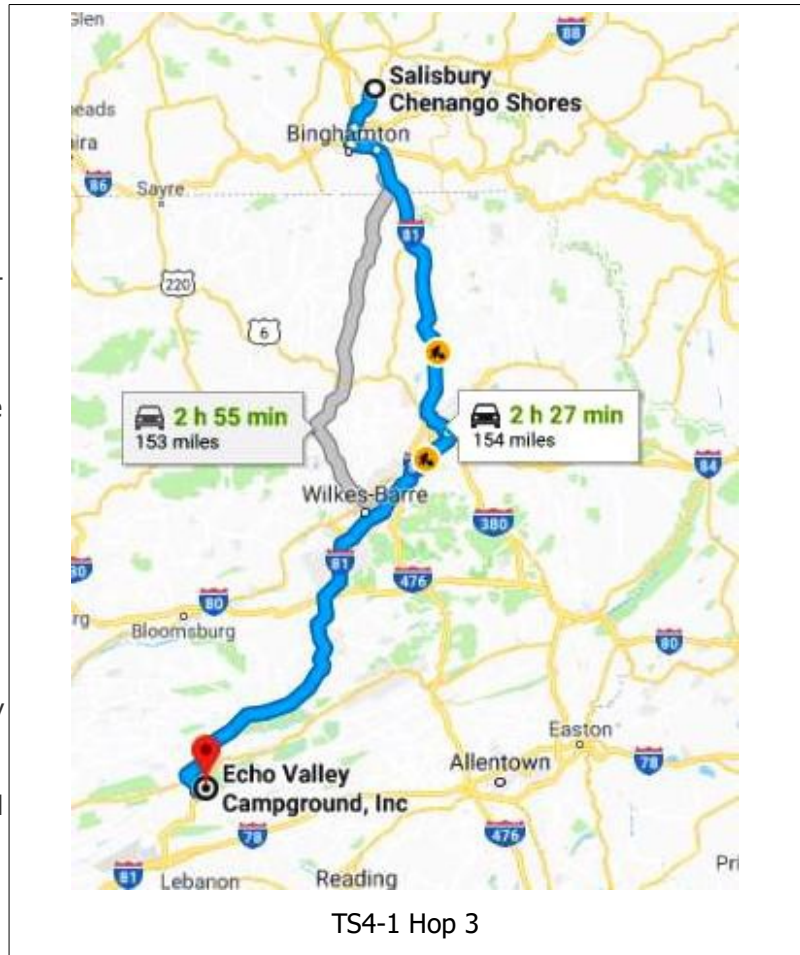 Glen
88
Salisbury
Chenango Shores
eads
ira
Binghamton
86
Sayre
81
220
6
2 h 55 min
153 miles
2 h 27 min
154 miles
e
84
Wilkes-Barre
380
81
80
476
80
rg
Bloomsburg
80
Easton
Allentown
78
Echo Valley
Campground, Inc
78
476
81
Lebanon
Reading
Pri
TS4-1 Hop 3